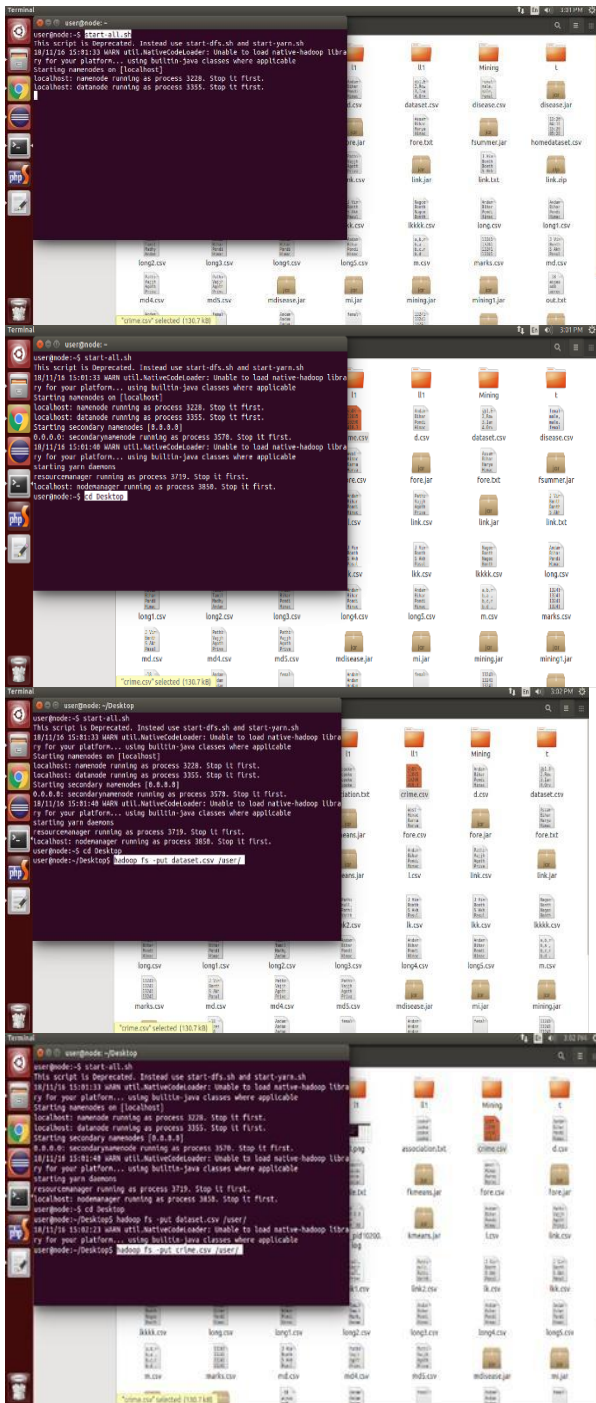 Terminal
En 3:01 PM
user@node: ~
user@node:~$ start-all.sh
This script is Deprecated. Instead use start-dfs.sh and start-yarn.sh
18/11/16 15:01:33 WARN util.NativeCodeLoader: Unable to load native-hadoop libra
ry for your platform... using builtin-java classes where applicable
Starting namenodes on [localhost]
localhost: namenode running as process 3228. Stop it first.
localhost: datanode running as process 3355. Stop it first.
ll1 Mining t
dataset.csv disease.csv disease.jar
fore.txt fsummer.jar homedataset.csv
link.jar link.txt link.zip
lkkkk.csv long.csv long1.csv
long2.csv long3.csv long4.csv long5.csv m.csv marks.csv md.csv
md4.csv md5.csv mdisease.jar mi.jar mining.jar mining1.jar out.txt
"crime.csv" selected (130.7 kB)
Terminal
En 3:01 PM
user@node: ~
user@node:~$ start-all.sh
This script is Deprecated. Instead use start-dfs.sh and start-yarn.sh
18/11/16 15:01:33 WARN util.NativeCodeLoader: Unable to load native-hadoop libra
ry for your platform... using builtin-java classes where applicable
Starting namenodes on [localhost]
localhost: namenode running as process 3228. Stop it first.
localhost: datanode running as process 3355. Stop it first.
Starting secondary namenodes [0.0.0.0]
0.0.0.0: secondarynamenode running as process 3570. Stop it first.
18/11/16 15:01:40 WARN util.NativeCodeLoader: Unable to load native-hadoop libra
ry for your platform... using builtin-java classes where applicable
starting yarn daemons
resourcemanager running as process 3719. Stop it first.
localhost: nodemanager running as process 3858. Stop it first.
user@node:~$ cd Desktop
l1 ll1 Mining t
d.csv dataset.csv disease.csv
fore.jar fore.txt fsummer.jar
link.csv link.jar link.txt
lkk.csv lkkkk.csv long.csv
long1.csv long2.csv long3.csv long4.csv long5.csv m.csv marks.csv
md.csv md4.csv md5.csv mdisease.jar mi.jar mining.jar mining1.jar
"crime.csv" selected (130.7 kB)
Terminal
En 3:02 PM
user@node: ~/Desktop
user@node:~$ start-all.sh
This script is Deprecated. Instead use start-dfs.sh and start-yarn.sh
18/11/16 15:01:33 WARN util.NativeCodeLoader: Unable to load native-hadoop libra
ry for your platform... using builtin-java classes where applicable
Starting namenodes on [localhost]
localhost: namenode running as process 3228. Stop it first.
localhost: datanode running as process 3355. Stop it first.
Starting secondary namenodes [0.0.0.0]
0.0.0.0: secondarynamenode running as process 3570. Stop it first.
18/11/16 15:01:40 WARN util.NativeCodeLoader: Unable to load native-hadoop libra
ry for your platform... using builtin-java classes where applicable
starting yarn daemons
resourcemanager running as process 3719. Stop it first.
localhost: nodemanager running as process 3858. Stop it first.
user@node:~$ cd Desktop
user@node:~/Desktop$ hadoop fs -put dataset.csv /user/
ll1 Mining t
crime.csv d.csv dataset.csv
fore.csv fore.jar fore.txt
l.csv link.csv link.jar
lk.csv lkk.csv lkkkk.csv
long.csv long1.csv long2.csv long3.csv long4.csv long5.csv m.csv
marks.csv md.csv md4.csv md5.csv mdisease.jar mi.jar mining.jar
"crime.csv" selected (130.7 kB)
Terminal
En 3:02 PM
user@node: ~/Desktop
user@node:~$ start-all.sh
This script is Deprecated. Instead use start-dfs.sh and start-yarn.sh
18/11/16 15:01:33 WARN util.NativeCodeLoader: Unable to load native-hadoop libra
ry for your platform... using builtin-java classes where applicable
Starting namenodes on [localhost]
localhost: namenode running as process 3228. Stop it first.
localhost: datanode running as process 3355. Stop it first.
Starting secondary namenodes [0.0.0.0]
0.0.0.0: secondarynamenode running as process 3570. Stop it first.
18/11/16 15:01:40 WARN util.NativeCodeLoader: Unable to load native-hadoop libra
ry for your platform... using builtin-java classes where applicable
starting yarn daemons
resourcemanager running as process 3719. Stop it first.
localhost: nodemanager running as process 3858. Stop it first.
user@node:~$ cd Desktop
user@node:~/Desktop$ hadoop fs -put dataset.csv /user/
18/11/16 15:02:23 WARN util.NativeCodeLoader: Unable to load native-hadoop libra
ry for your platform... using builtin-java classes where applicable
user@node:~/Desktop$ hadoop fs -put crime.csv /user/
ll1 Mining t
association.txt crime.csv d.csv
fkmeans.jar fore.csv fore.jar
kmeans.jar l.csv link.csv
link2.csv lk.csv lkk.csv
lkkkk.csv long.csv long1.csv long2.csv long3.csv long4.csv long5.csv
m.csv marks.csv md.csv md4.csv md5.csv mdisease.jar mi.jar
"crime.csv" selected (130.7 kB)